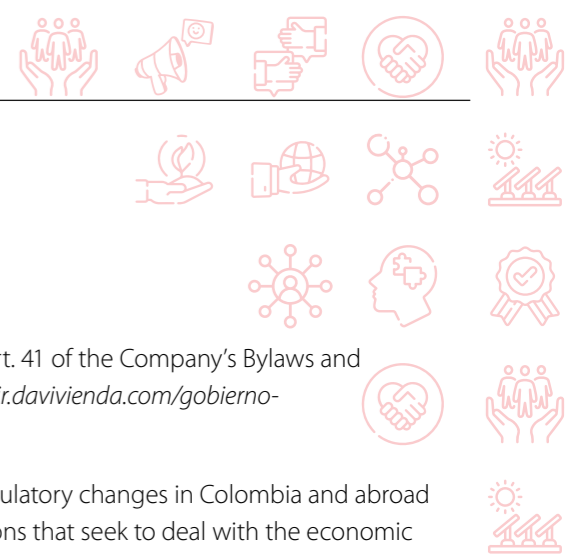 rt. 41 of the Company's Bylaws and
ir.davivienda.com/gobierno-
ulatory changes in Colombia and abroad
ons that seek to deal with the economic